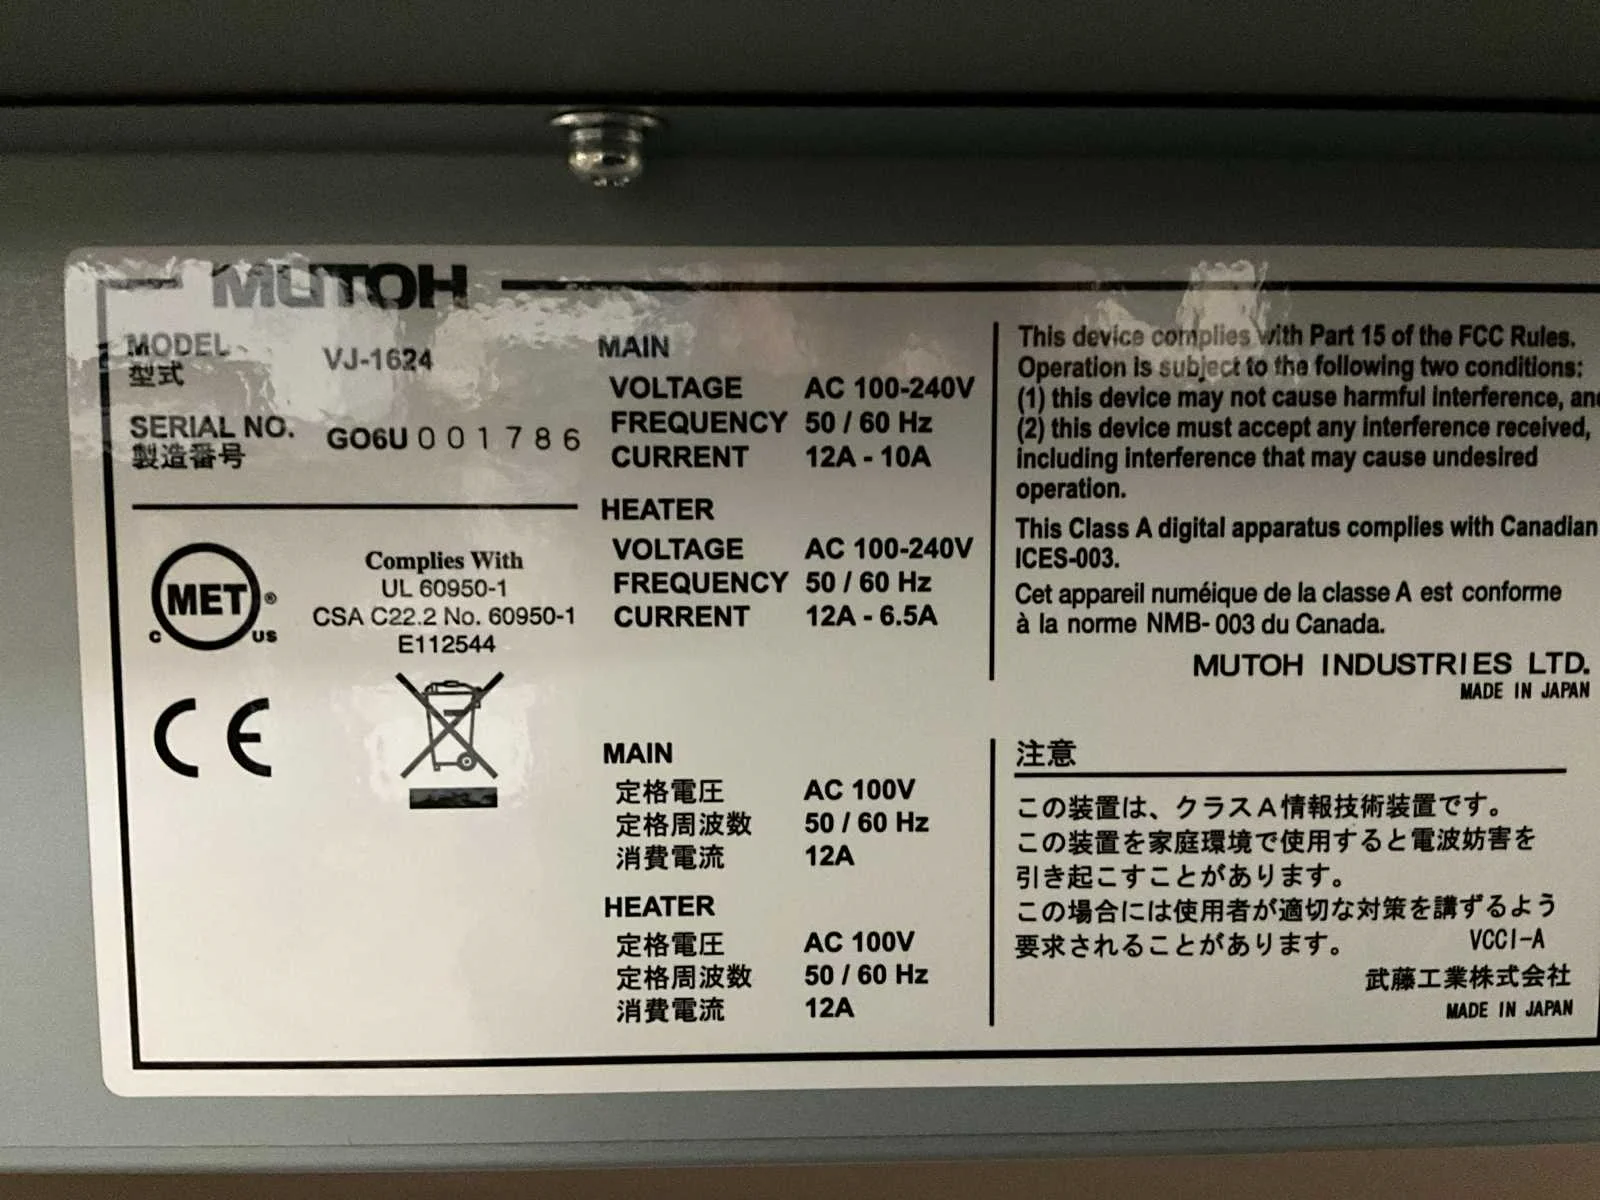 MUTOH
MODEL
型式
VJ-1624
SERIAL NO.
製造番号
GO6U 001786
MET
®
C
US
Complies With
UL 60950-1
CSA C22.2 No. 60950-1
E112544
CE
MAIN
VOLTAGE AC 100-240V
FREQUENCY 50 / 60 Hz
CURRENT 12A - 10A
HEATER
VOLTAGE AC 100-240V
FREQUENCY 50 / 60 Hz
CURRENT 12A - 6.5A
MAIN
定格電圧 AC 100V
定格周波数 50 / 60 Hz
消費電流 12A
HEATER
定格電圧 AC 100V
定格周波数 50 / 60 Hz
消費電流 12A
This device complies with Part 15 of the FCC Rules.
Operation is subject to the following two conditions:
(1) this device may not cause harmful interference, and
(2) this device must accept any interference received,
including interference that may cause undesired
operation.
This Class A digital apparatus complies with Canadian
ICES-003.
Cet appareil numéique de la classe A est conforme
à la norme NMB- 003 du Canada.
MUTOH INDUSTRIES LTD.
MADE IN JAPAN
注意
この装置は、クラスA情報技術装置です。
この装置を家庭環境で使用すると電波妨害を
引き起こすことがあります。
この場合には使用者が適切な対策を講ずるよう
要求されることがあります。 VCCI-A
武藤工業株式会社
MADE IN JAPAN